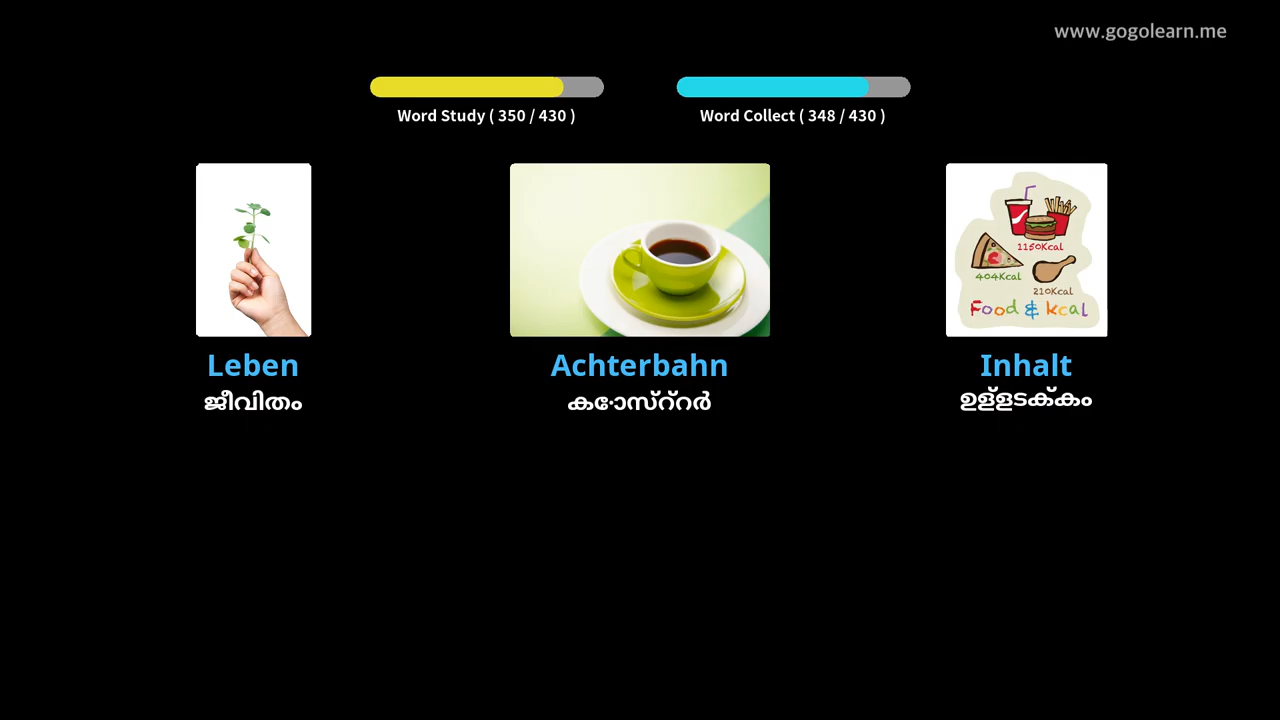 www.gogolearn.me
Word Study ( 350 / 430 )
Word Collect ( 348 / 430 )
1150Kcal
404Kcal
210Kcal
Food & kcal
Leben
Achterbahn
Inhalt
ജീവിതം
കോസ്റ്റർ
ഉള്ളടക്കം